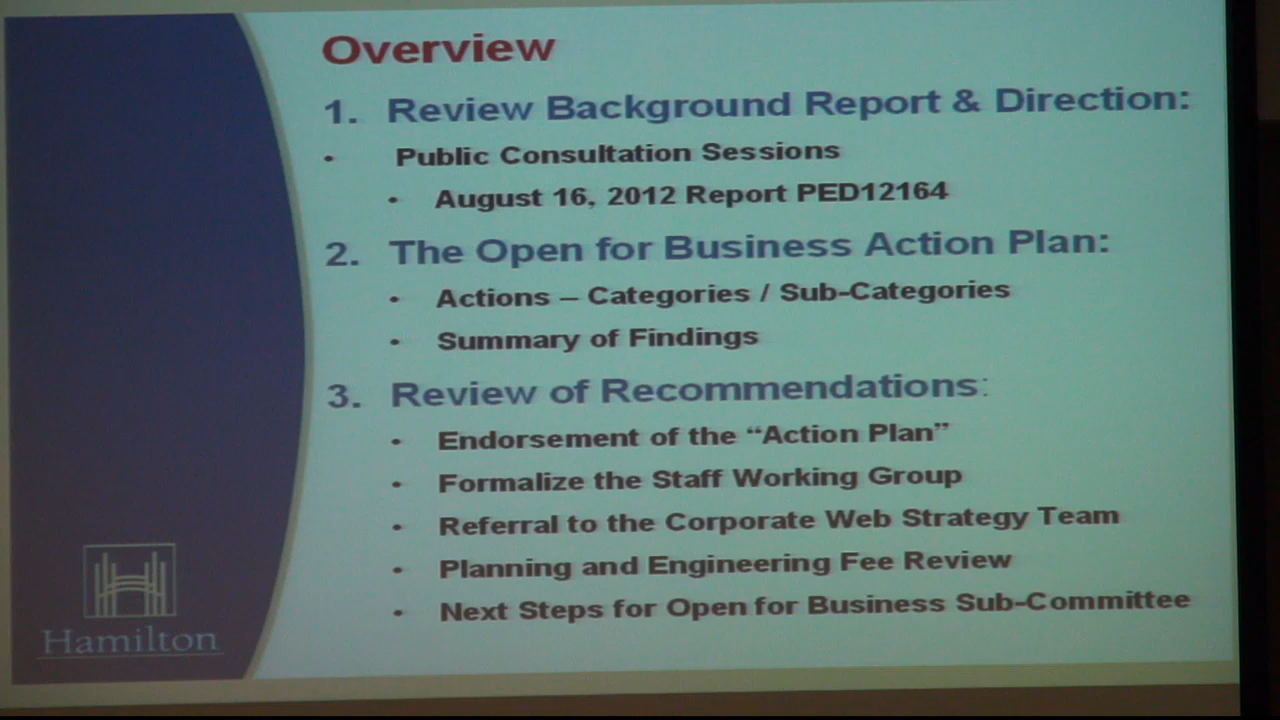 Overview
1. Review Background Report & Direction:
• Public Consultation Sessions
• August 16, 2012 Report PED12164
2. The Open for Business Action Plan:
• Actions – Categories / Sub-Categories
• Summary of Findings
3. Review of Recommendations:
• Endorsement of the “Action Plan”
• Formalize the Staff Working Group
• Referral to the Corporate Web Strategy Team
• Planning and Engineering Fee Review
• Next Steps for Open for Business Sub-Committee
Hamilton